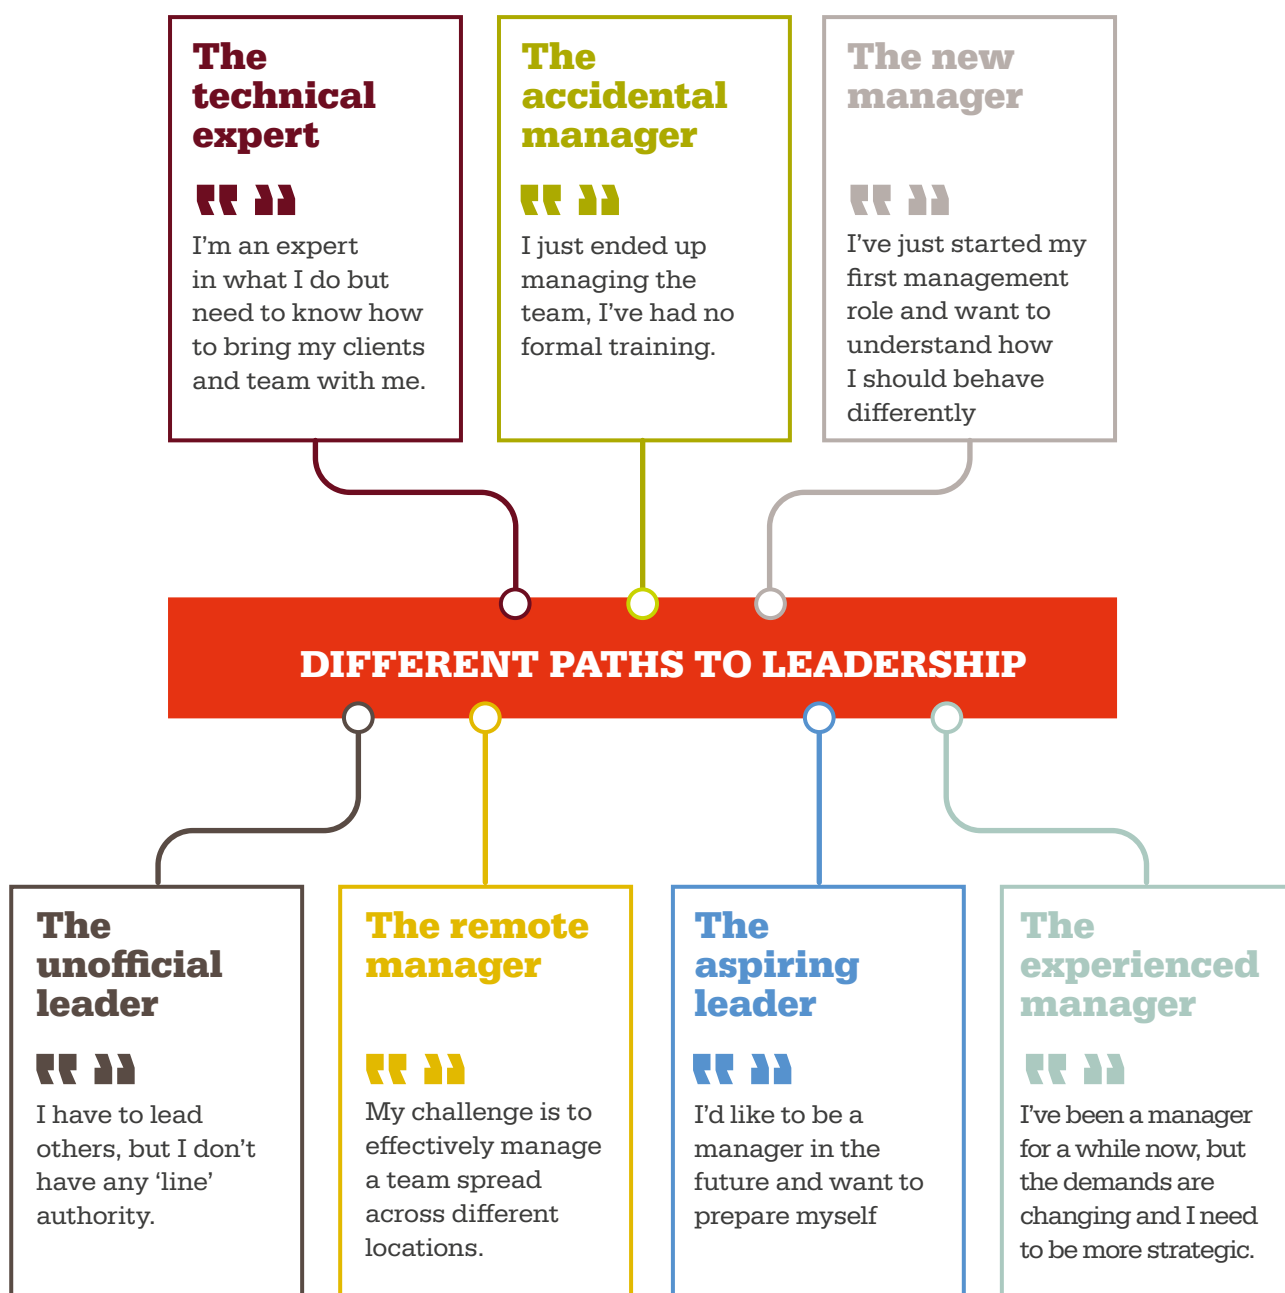 The
technical
expert
I'm an expert
in what I do but
need to know how
to bring my clients
and team with me.
The
accidental
manager
I just ended up
managing the
team, I've had no
formal training.
The new
manager
I've just started my
first management
role and want to
understand how
I should behave
differently
DIFFERENT PATHS TO LEADERSHIP
The
unofficial
leader
I have to lead
others, but I don't
have any 'line'
authority.
The remote
manager
My challenge is to
effectively manage
a team spread
across different
locations.
The
aspiring
leader
I'd like to be a
manager in the
future and want to
prepare myself
The
experienced
manager
I've been a manager
for a while now, but
the demands are
changing and I need
to be more strategic.